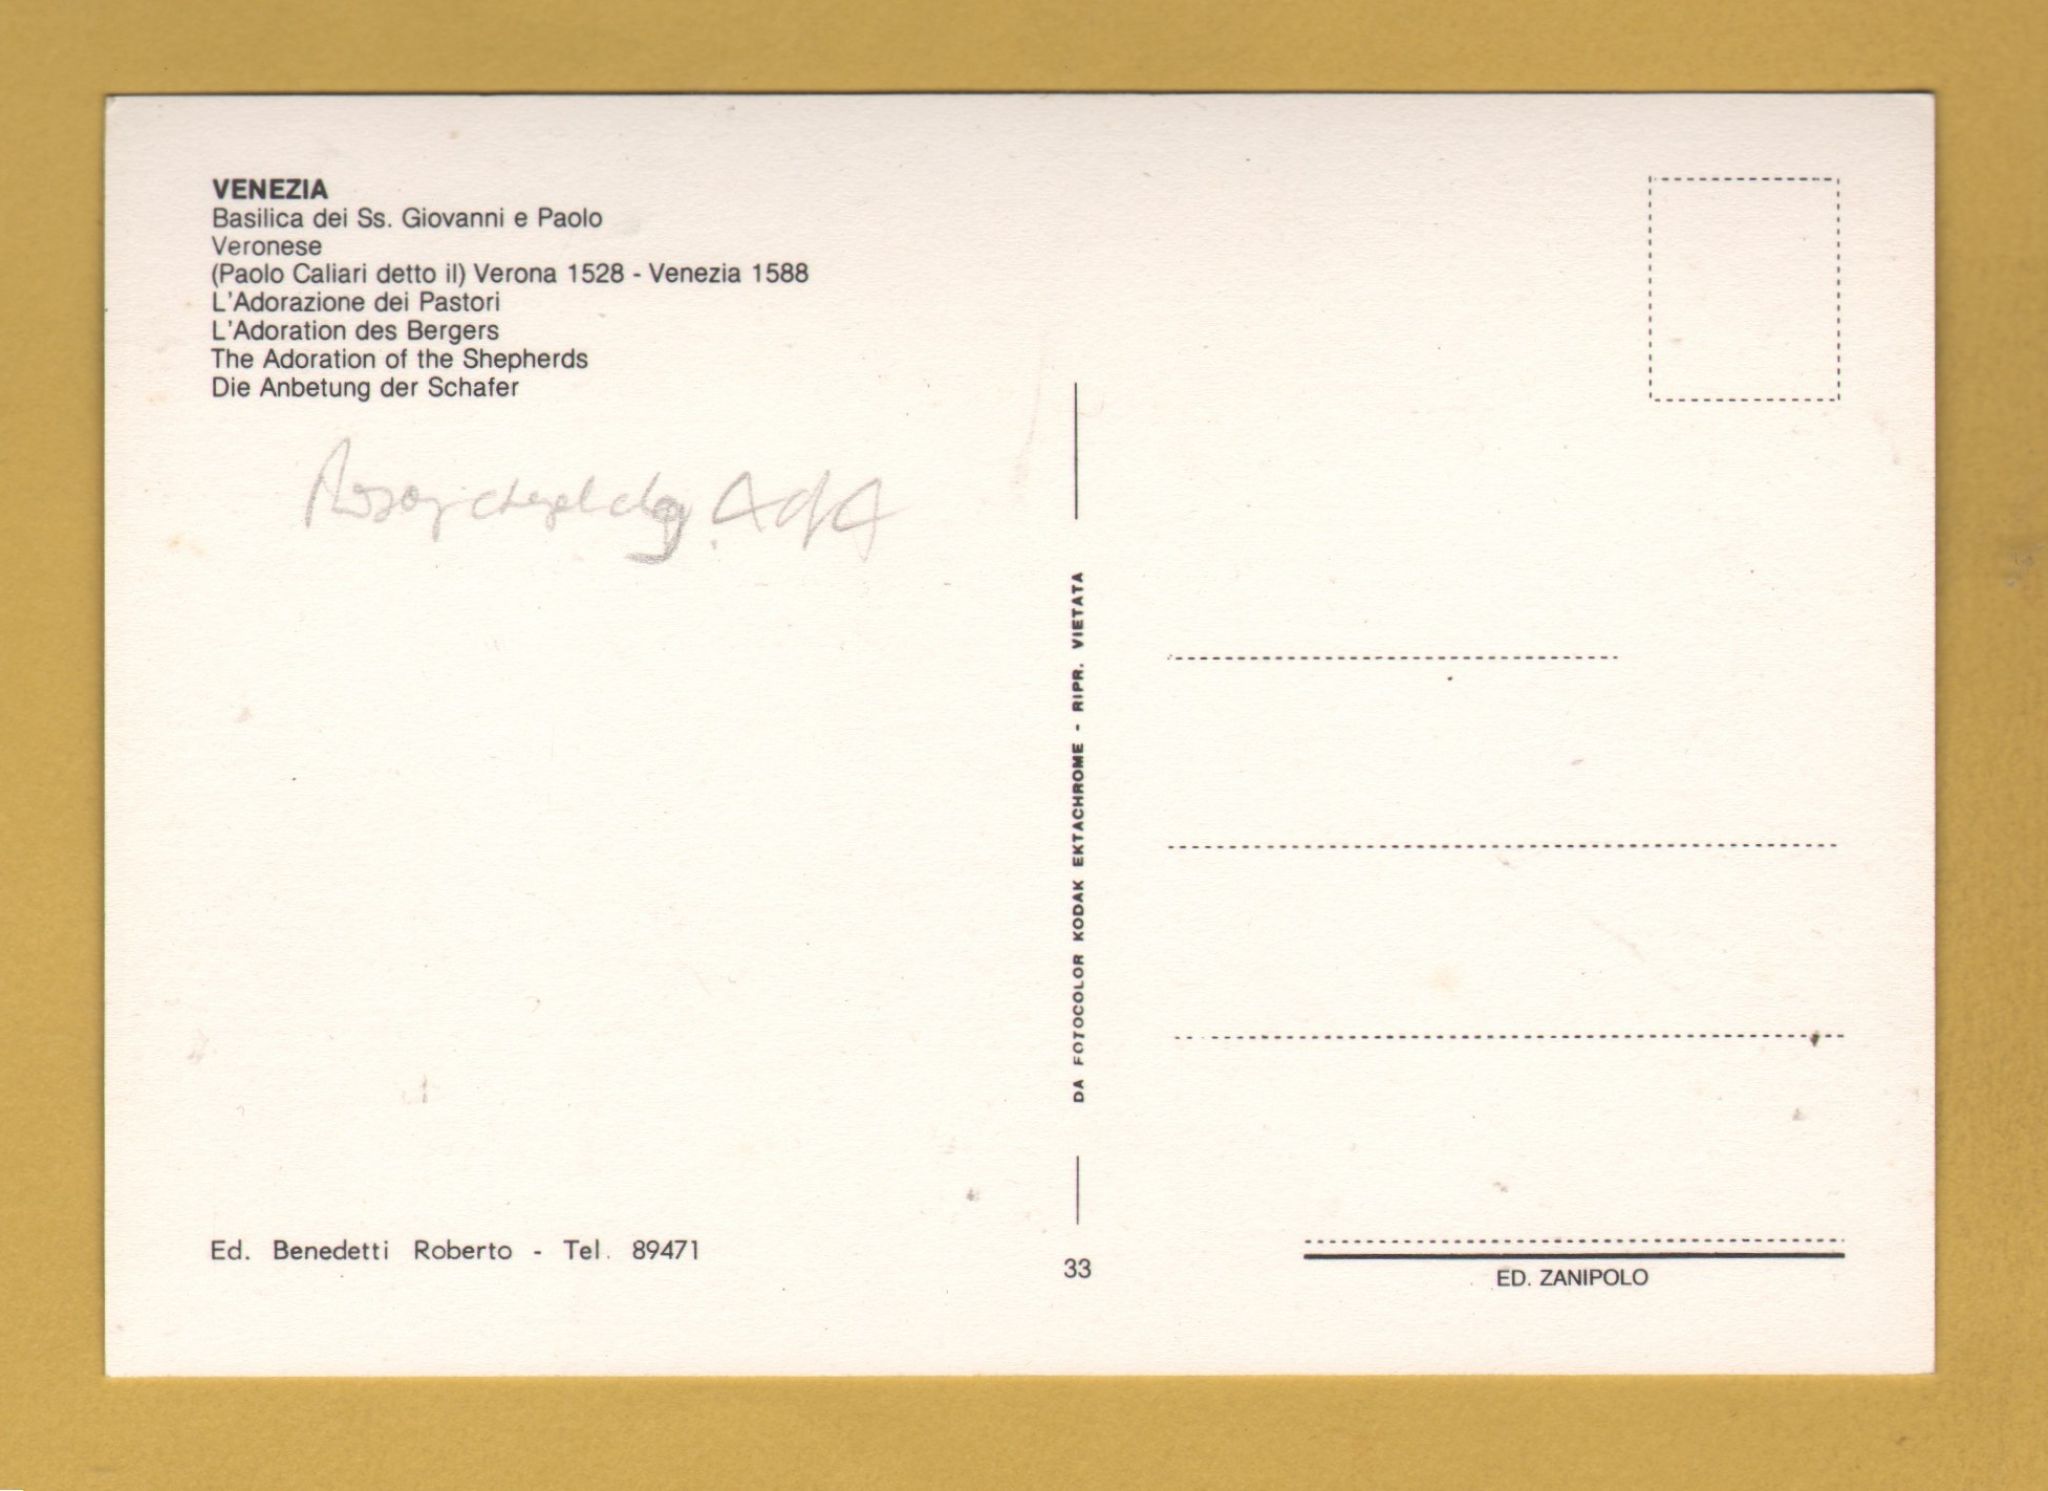 VENEZIA
Basilica dei Ss. Giovanni e Paolo
Veronese
(Paolo Caliari detto il) Verona 1528 - Venezia 1588
L'Adorazione dei Pastori
L'Adoration des Bergers
The Adoration of the Shepherds
Die Anbetung der Schafer
Ed. Benedetti Roberto - Tel. 89471
DA FOTOCOLOR KODAK EKTACHROME - RIPR. VIETATA
33
ED. ZANIPOLO